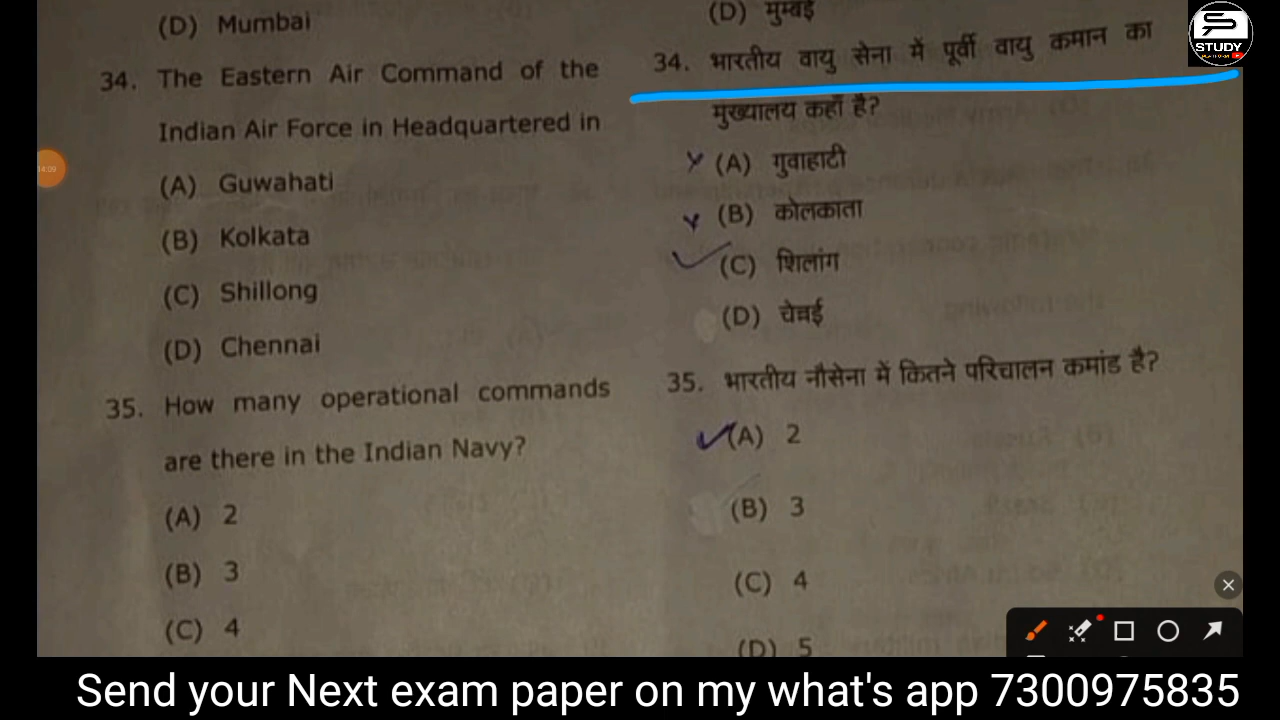 (D) Mumbai
34. The Eastern Air Command of the
Indian Air Force in Headquartered in
(A) Guwahati
(B) Kolkata
(C) Shillong
(D) Chennai
35. How many operational commands
are there in the Indian Navy?
(A) 2
(B) 3
(C) 4
(D) मुम्बई
34. भारतीय वायु सेना में पूर्वी वायु कमान का
मुख्यालय कहाँ है?
(A) गुवाहाटी
(B) कोलकाता
(C) शिलांग
(D) चेन्नई
35. भारतीय नौसेना में कितने परिचालन कमांड है?
(A) 2
(B) 3
(C) 4
(D) 5
STUDY
Send your Next exam paper on my what's app 7300975835